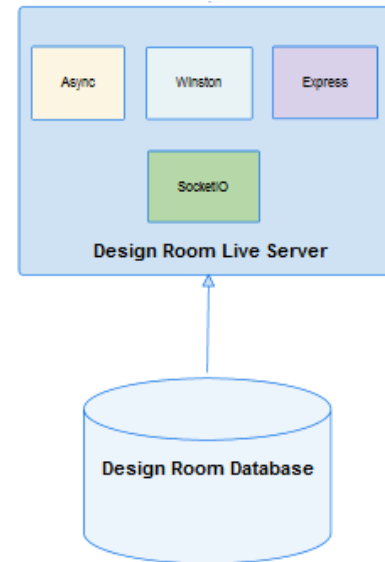 Async
Winston
Express
SocketIO
Design Room Live Server
Design Room Database